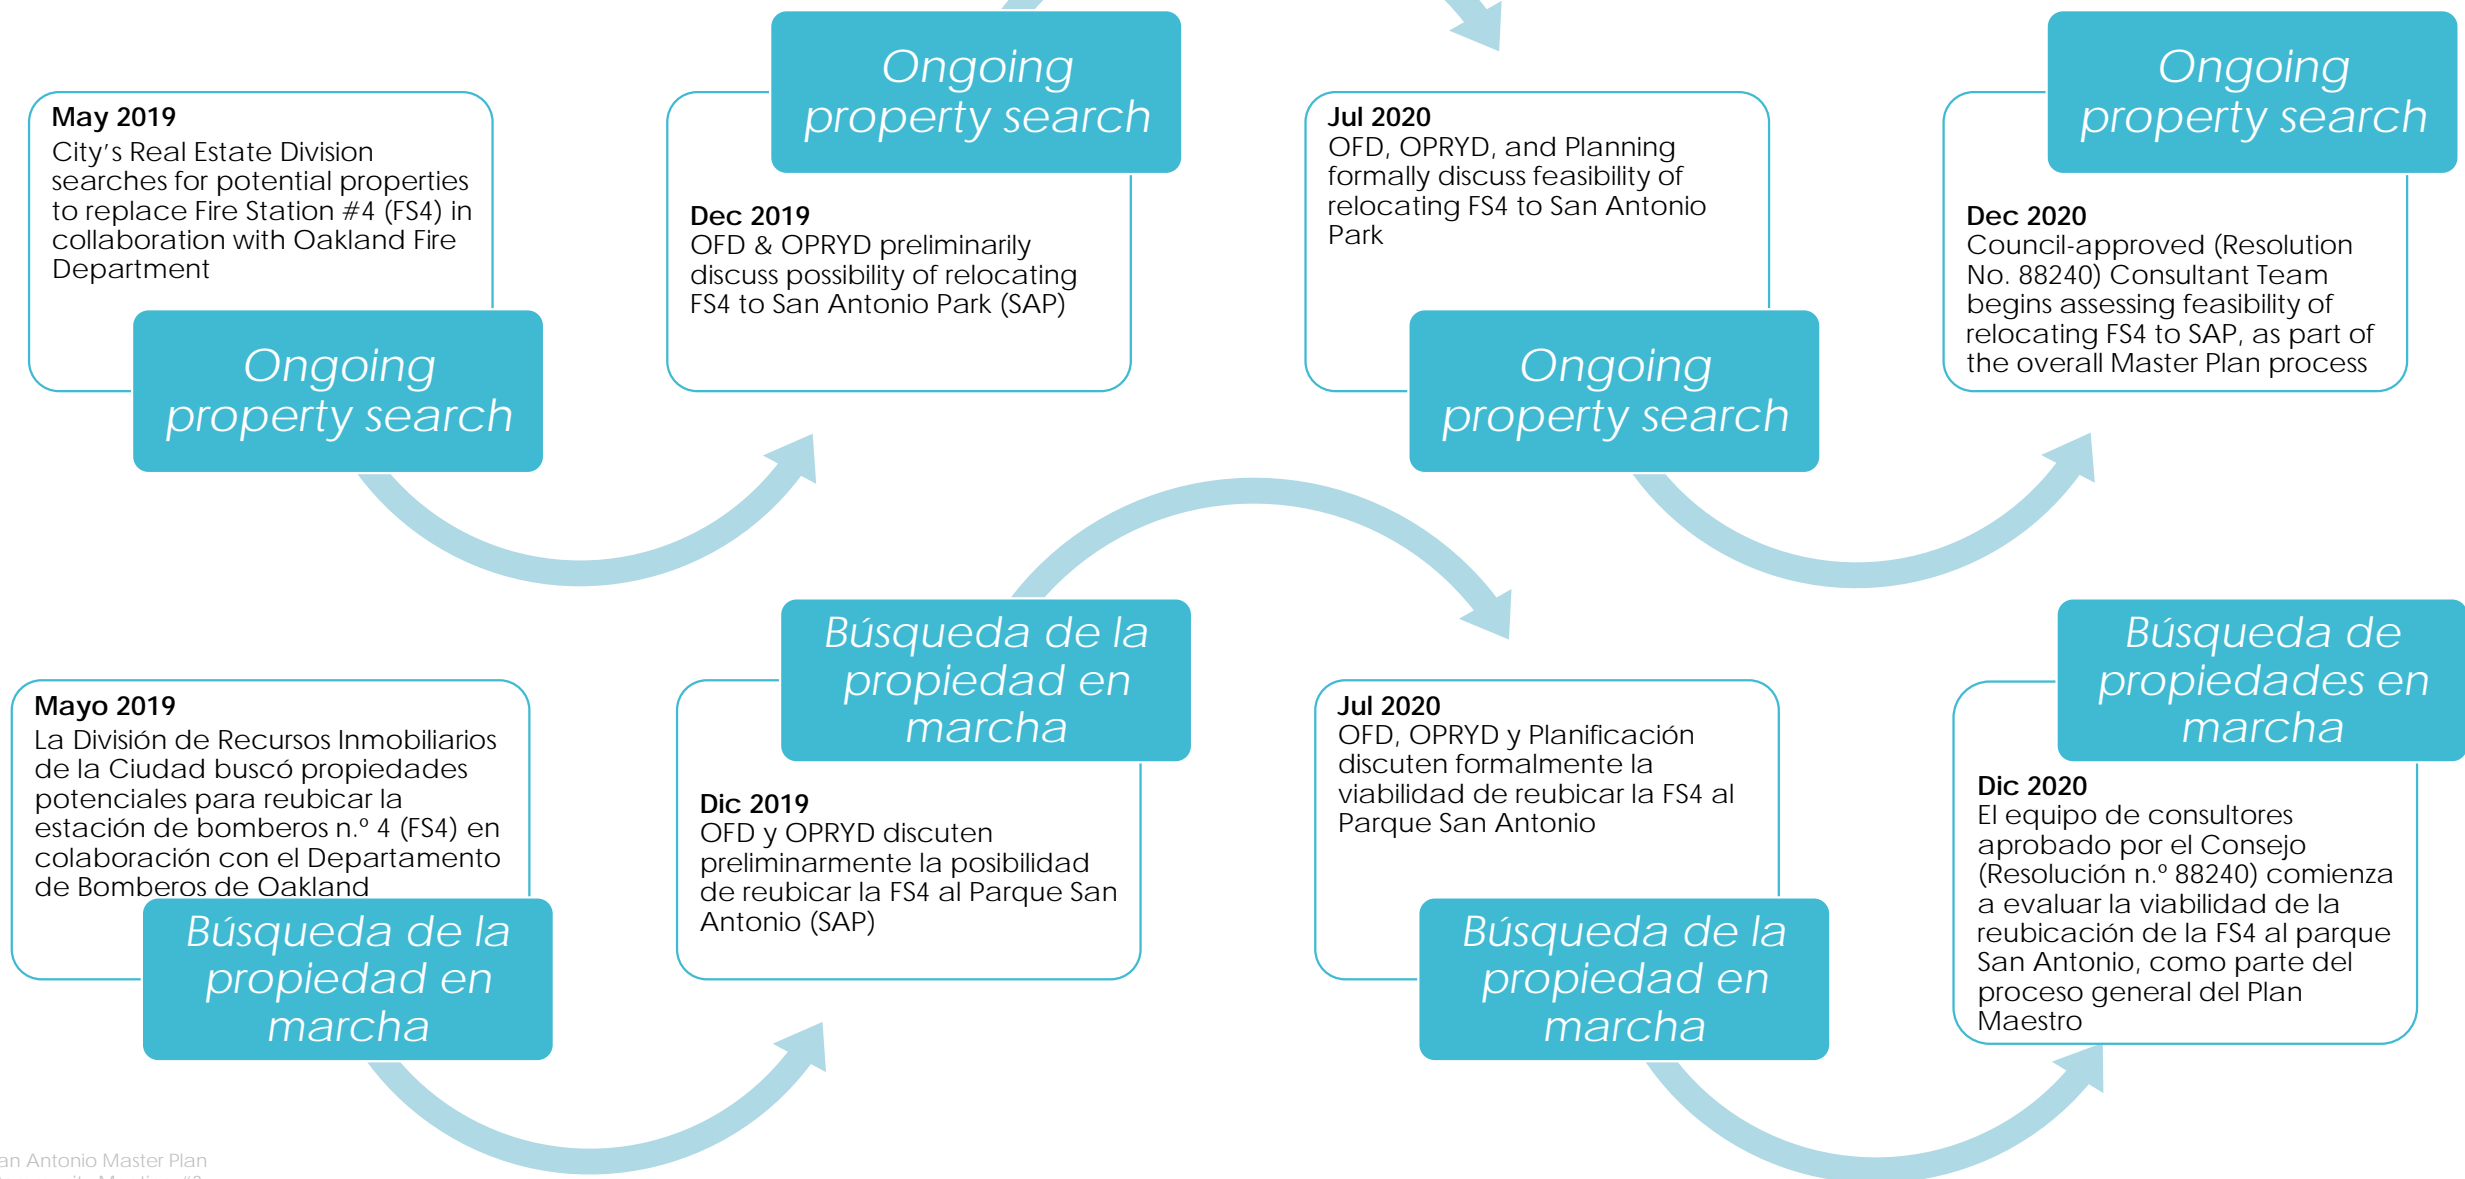 May 2019
City's Real Estate Division
searches for potential properties
to replace Fire Station #4 (FS4) in
collaboration with Oakland Fire
Department
Ongoing
property search
Ongoing
property search
Dec 2019
OFD & OPRYD preliminarily
discuss possibility of relocating
FS4 to San Antonio Park (SAP)
Jul 2020
OFD, OPRYD, and Planning
formally discuss feasibility of
relocating FS4 to San Antonio
Park
Ongoing
property search
Ongoing
property search
Dec 2020
Council-approved (Resolution
No. 88240) Consultant Team
begins assessing feasibility of
relocating FS4 to SAP, as part of
the overall Master Plan process
Mayo 2019
La División de Recursos Inmobiliarios
de la Ciudad buscó propiedades
potenciales para reubicar la
estación de bomberos n.º 4 (FS4) en
colaboración con el Departamento
de Bomberos de Oakland
Búsqueda de la
propiedad en
marcha
Búsqueda de la
propiedad en
marcha
Dic 2019
OFD y OPRYD discuten
preliminarmente la posibilidad
de reubicar la FS4 al Parque San
Antonio (SAP)
Jul 2020
OFD, OPRYD y Planificación
discuten formalmente la
viabilidad de reubicar la FS4 al
Parque San Antonio
Búsqueda de la
propiedad en
marcha
Búsqueda de
propiedades en
marcha
Dic 2020
El equipo de consultores
aprobado por el Consejo
(Resolución n.º 88240) comienza
a evaluar la viabilidad de la
reubicación de la FS4 al parque
San Antonio, como parte del
proceso general del Plan
Maestro
an Antonio Master Plan